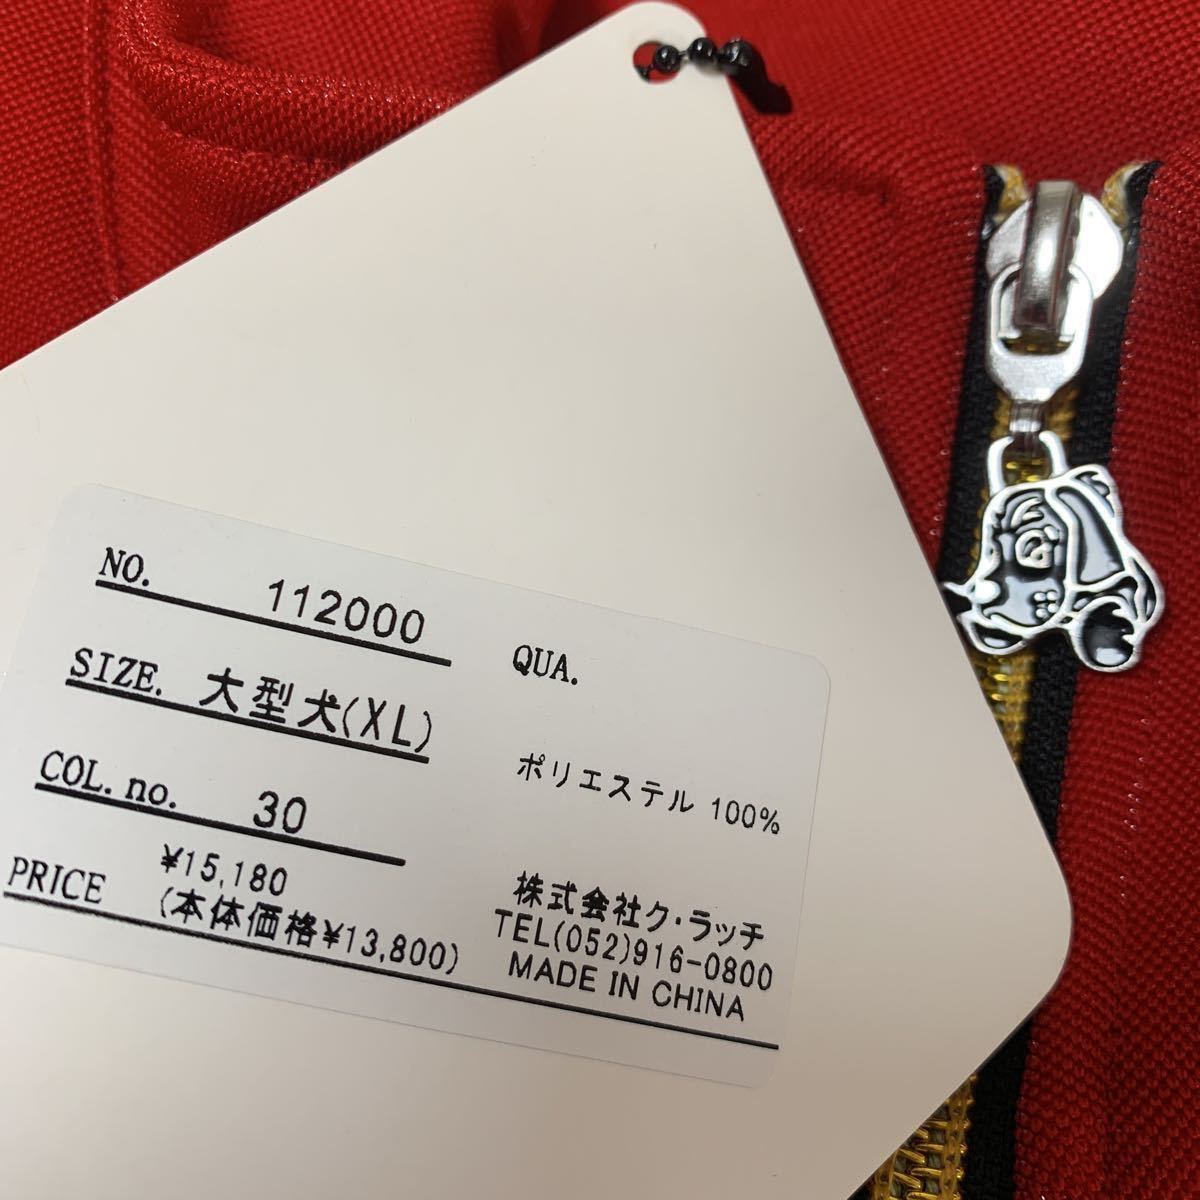 NO. 112000
SIZE. 大型犬(XL)
COL. no. 30
PRICE ¥15,180
(本体価格¥13,800)
QUA.
ポリエステル 100%
株式会社ク・ラッチ
TEL(052)916-0800
MADE IN CHINA